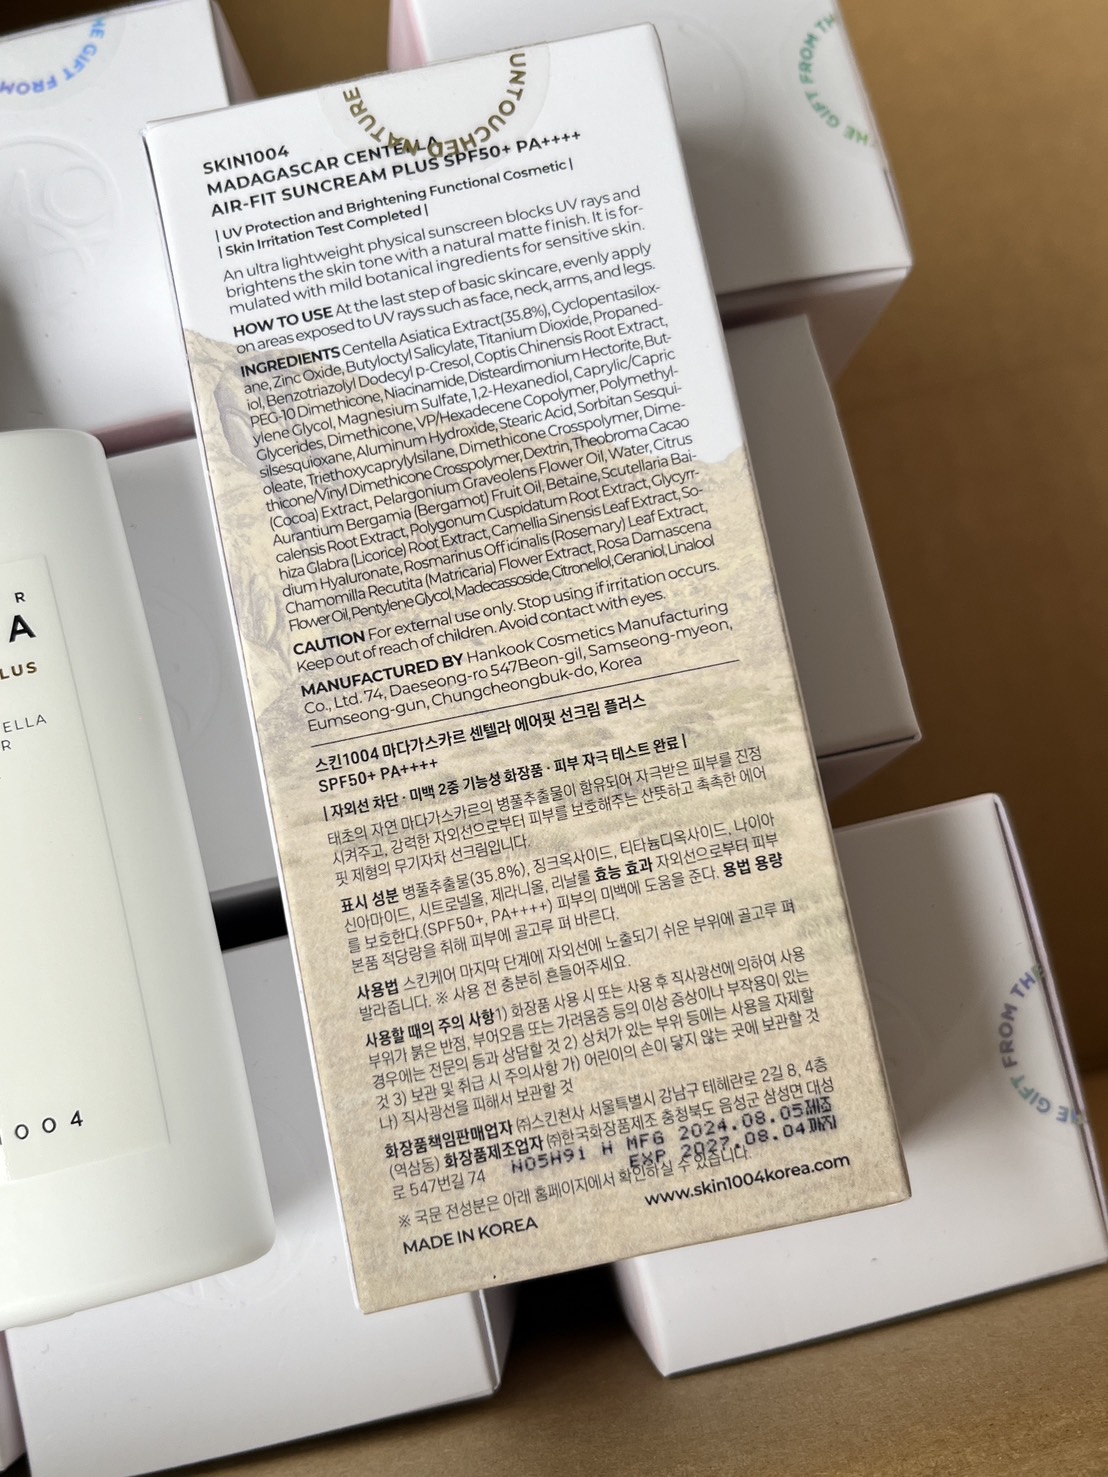 THE GIFT FROM
THE GIFT FROM TH
UNTOUCHED NATURE
SKIN1004
MADAGASCAR CENTELLA
AIR-FIT SUNCREAM PLUS SPF50+ PA++++
| UV Protection and Brightening Functional Cosmetic |
| Skin Irritation Test Completed |
An ultra lightweight physical sunscreen blocks UV rays and
brightens the skin tone with a natural matte finish. It is for-
mulated with mild botanical ingredients for sensitive skin.
HOW TO USE At the last step of basic skincare, evenly apply
on areas exposed to UV rays such as face, neck, arms, and legs.
INGREDIENTS Centella Asiatica Extract(35.8%), Cyclopentasilox-
ane, Zinc Oxide, Butyloctyl Salicylate, Titanium Dioxide, Propaned-
iol, Benzotriazolyl Dodecyl p-Cresol, Coptis Chinensis Root Extract,
PEG-10 Dimethicone, Niacinamide, Disteardimonium Hectorite, But-
ylene Glycol, Magnesium Sulfate, 1,2-Hexanediol, Caprylic/Capric
Glycerides, Dimethicone, VP/Hexadecene Copolymer, Polymethyl-
silsesquioxane, Aluminum Hydroxide, Stearic Acid, Sorbitan Sesqui-
oleate, Triethoxycaprylylsilane, Dimethicone Crosspolymer, Dime-
thicone/Vinyl Dimethicone Crosspolymer, Dextrin, Theobroma Cacao
(Cocoa) Extract, Pelargonium Graveolens Flower Oil, Water, Citrus
Aurantium Bergamia (Bergamot) Fruit Oil, Betaine, Scutellaria Bai-
calensis Root Extract, Polygonum Cuspidatum Root Extract, Glycyrr-
hiza Glabra (Licorice) Root Extract, Camellia Sinensis Leaf Extract, So-
dium Hyaluronate, Rosmarinus Officinalis (Rosemary) Leaf Extract,
Chamomilla Recutita (Matricaria) Flower Extract, Rosa Damascena
Flower Oil, Pentylene Glycol, Madecassoside, Citronellol, Geraniol, Linalool
CAUTION For external use only. Stop using if irritation occurs.
Keep out of reach of children. Avoid contact with eyes.
MANUFACTURED BY Hankook Cosmetics Manufacturing
Co., Ltd. 74, Daeseong-ro 547Beon-gil, Samseong-myeon,
Eumseong-gun, Chungcheongbuk-do, Korea
스킨1004 마다가스카르 센텔라 에어핏 선크림 플러스
SPF50+ PA++++
| 자외선 차단 · 미백 2중 기능성 화장품 · 피부 자극 테스트 완료 |
태초의 자연 마다가스카르의 병풀추출물이 함유되어 자극받은 피부를 진정
시켜주고, 강력한 자외선으로부터 피부를 보호해주는 산뜻하고 촉촉한 에어
핏 제형의 무기자차 선크림입니다.
표시 성분 병풀추출물(35.8%), 징크옥사이드, 티타늄디옥사이드, 나이아
신아마이드, 시트로넬올, 제라니올, 리날룰 효능 효과 자외선으로부터 피부
를 보호한다.(SPF50+, PA++++) 피부의 미백에 도움을 준다. 용법 용량
본품 적당량을 취해 피부에 골고루 펴 바른다.
사용법 스킨케어 마지막 단계에 자외선에 노출되기 쉬운 부위에 골고루 펴
발라줍니다. ※ 사용 전 충분히 흔들어주세요.
사용할 때의 주의 사항1) 화장품 사용 시 또는 사용 후 직사광선에 의하여 사용
부위가 붉은 반점, 부어오름 또는 가려움증 등의 이상 증상이나 부작용이 있는
경우에는 전문의 등과 상담할 것 2) 상처가 있는 부위 등에는 사용을 자제할
것 3) 보관 및 취급 시 주의사항 가) 어린이의 손이 닿지 않는 곳에 보관할 것
나) 직사광선을 피해서 보관할 것
화장품책임판매업자 ㈜스킨천사 서울특별시 강남구 테헤란로 2길 8, 4층
(역삼동) 화장품제조업자 ㈜한국화장품제조 충청북도 음성군 삼성면 대성
로 547번길 74
NO5H91 H MFG 2024.08.05제조
EXP 2027.08.04까지
※ 국문 전성분은 아래 홈페이지에서 확인하실 수 있습니다.
www.skin1004korea.com
MADE IN KOREA
R
A
LUS
ELLA
R
1004
GIFT FROM THE